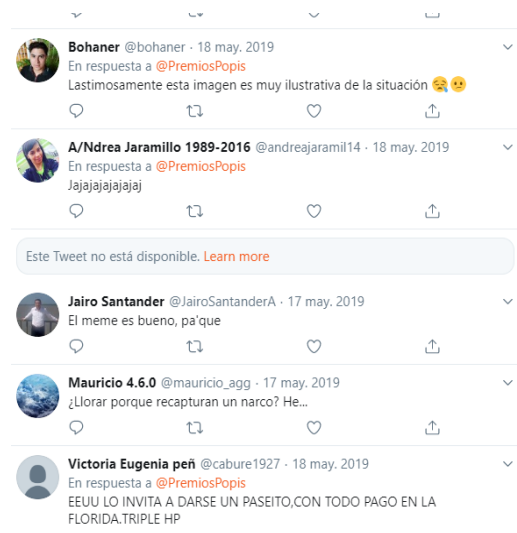 Bohaner @bohaner · 18 may. 2019
En respuesta a @PremiosPopis
Lastimosamente esta imagen es muy ilustrativa de la situación 😪😕
A/Ndrea Jaramillo 1989-2016 @andreajaramil14 · 18 may. 2019
En respuesta a @PremiosPopis
Jajajajajajajaj
Este Tweet no está disponible. Learn more
Jairo Santander @JairoSantanderA · 17 may. 2019
El meme es bueno, pa'que
Mauricio 4.6.0 @mauricio_agg · 17 may. 2019
¿Llorar porque recapturan un narco? He...
Victoria Eugenia peñ @cabure1927 · 18 may. 2019
En respuesta a @PremiosPopis
EEUU LO INVITA A DARSE UN PASEITO,CON TODO PAGO EN LA
FLORIDA.TRIPLE HP